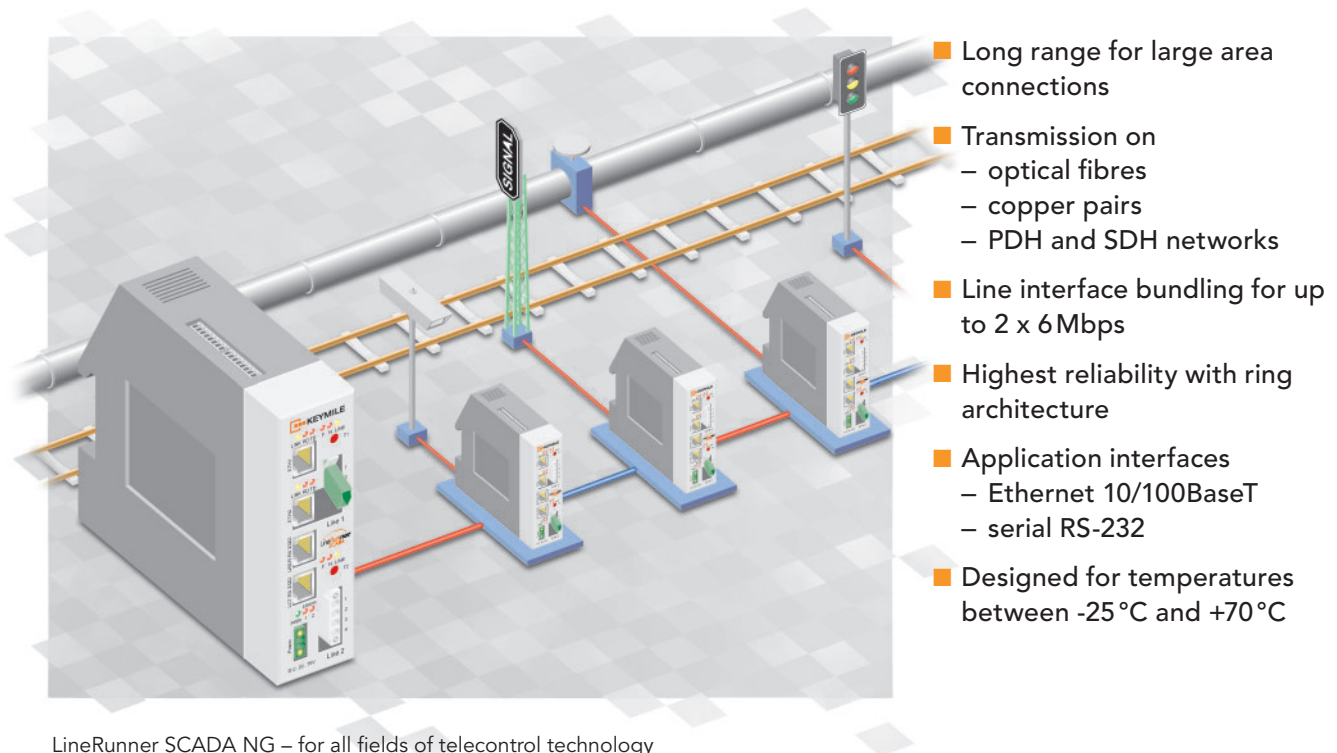 Long range for large area
connections
Transmission on
– optical fibres
– copper pairs
– PDH and SDH networks
Line interface bundling for up
to 2 x 6 Mbps
Highest reliability with ring
architecture
Application interfaces
– Ethernet 10/100BaseT
– serial RS-232
Designed for temperatures
between -25 °C and +70 °C
SIGNAL
KEYMILE
Line 1
LineRunner
Power
Line 2
LineRunner SCADA NG – for all fields of telecontrol technology